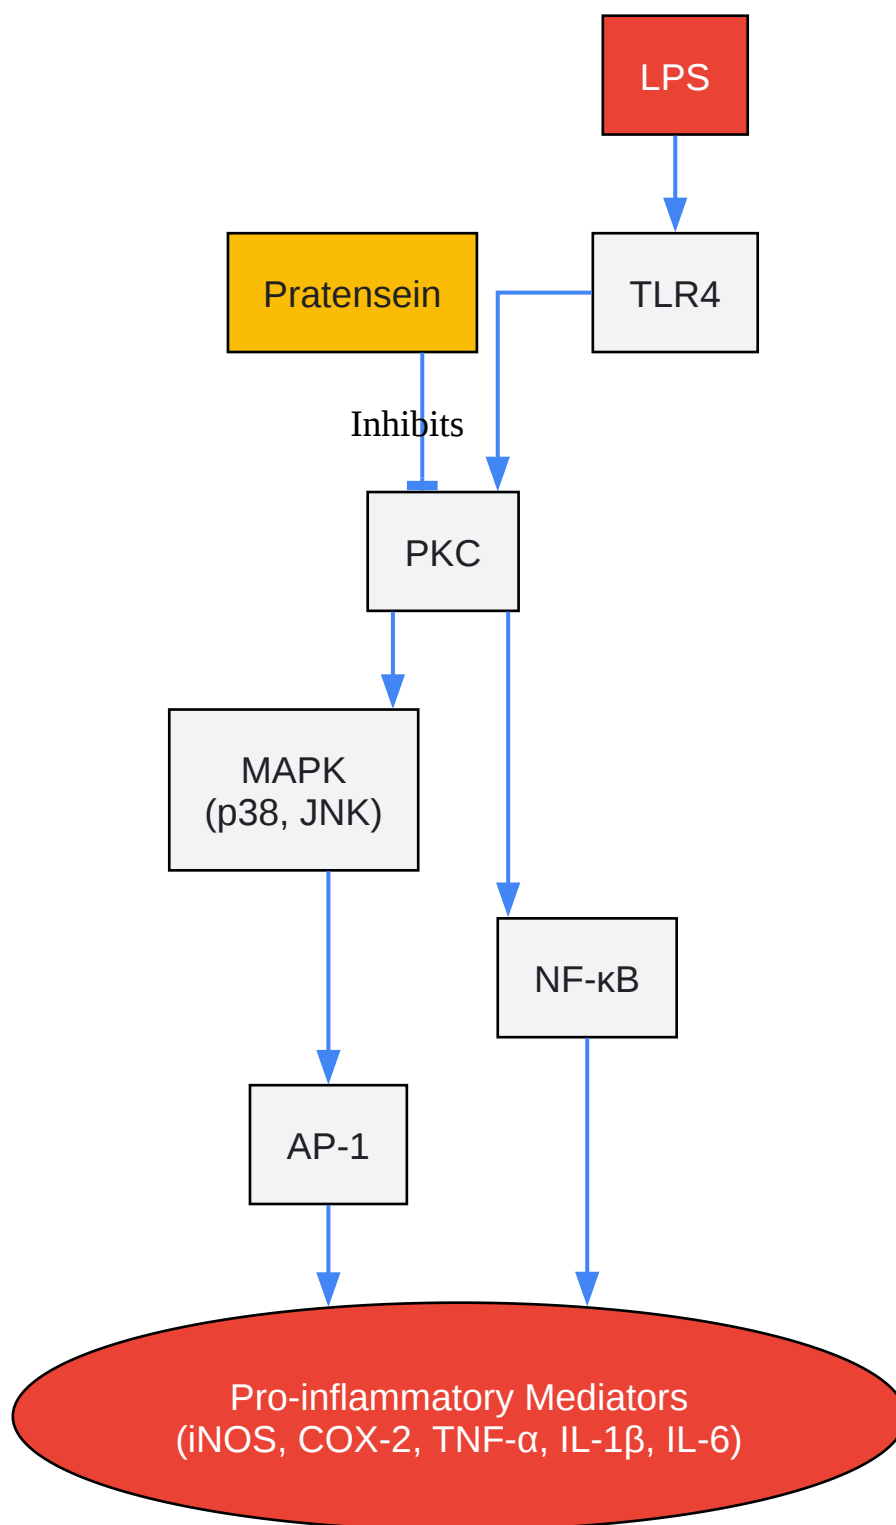 LPS
Pratensein
TLR4
Inhibits
PKC
MAPK
(p38, JNK)
NF-κB
AP-1
Pro-inflammatory Mediators
(iNOS, COX-2, TNF-α, IL-1β, IL-6)